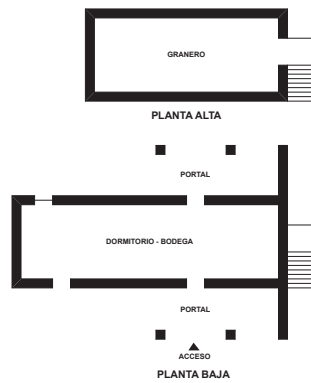 GRANERO
PLANTA ALTA
PORTAL
DORMITORIO - BODEGA
PORTAL
ACCESO
PLANTA BAJA